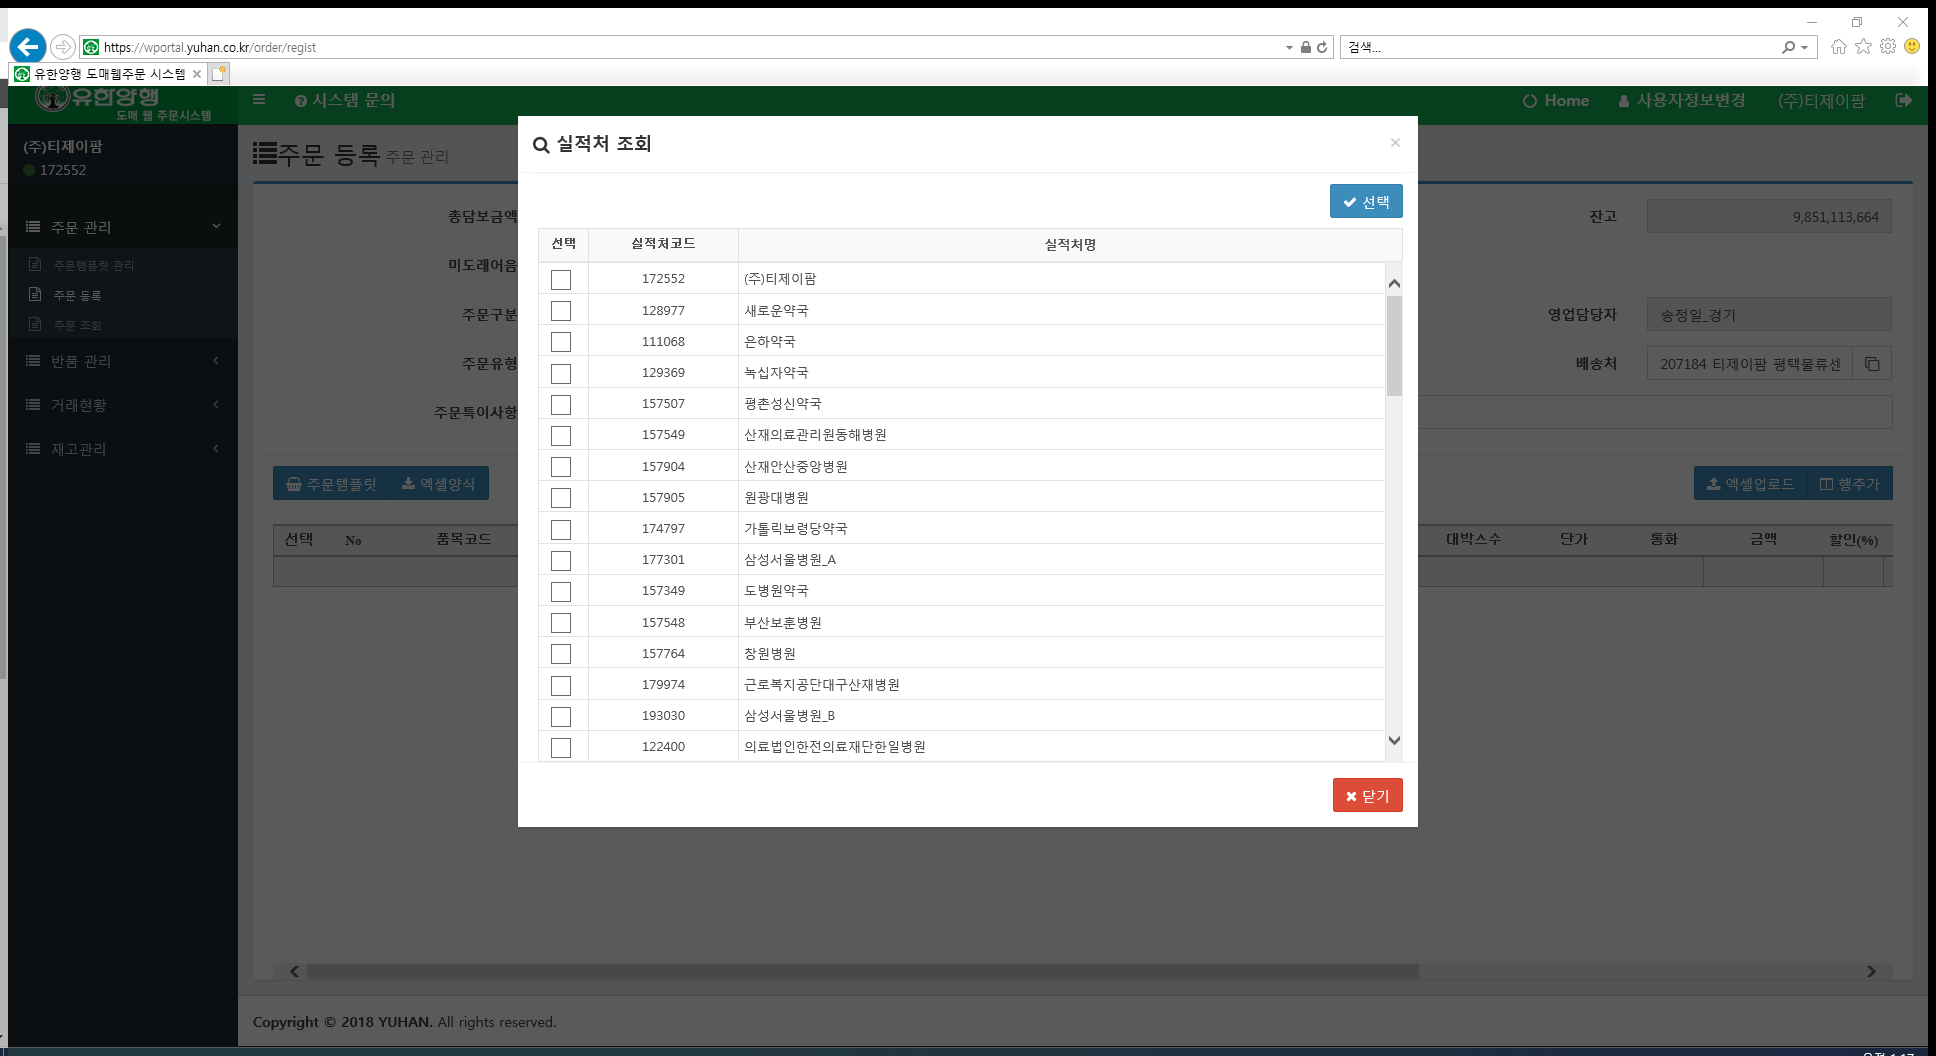 https://wportal.yuhan.co.kr/order/regist
검색...
유한양행 도매웹주문 시스템
유한양행
도매 웹 주문시스템
시스템 문의
Home
사용자정보변경
(주)티제이팜
(주)티제이팜
172552
주문 관리
주문템플릿 관리
주문 등록
주문 조회
반품 관리
거래현황
재고관리
주문 등록 주문 관리
총담보금액
잔고
9,851,113,664
미도래어음
주문구분
영업담당자
송정일_경기
주문유형
배송처
207184 티제이팜 평택물류센
주문특이사항
주문템플릿
엑셀양식
엑셀업로드
행추가
선택 No 품목코드
대박스수 단가 통화 금액 할인(%)
실적처 조회
×
선택
선택 실적처코드 실적처명
172552 (주)티제이팜
128977 새로운약국
111068 은하약국
129369 녹십자약국
157507 평촌성신약국
157549 산재의료관리원동해병원
157904 산재안산중앙병원
157905 원광대병원
174797 가톨릭보령당약국
177301 삼성서울병원_A
157349 도병원약국
157548 부산보훈병원
157764 창원병원
179974 근로복지공단대구산재병원
193030 삼성서울병원_B
122400 의료법인한전의료재단한일병원
닫기
Copyright © 2018 YUHAN. All rights reserved.